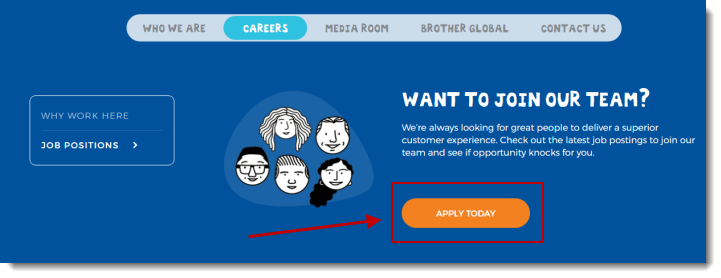 WHO WE ARE CAREERS MEDIA ROOM BROTHER GLOBAL CONTACT US
WHY WORK HERE
JOB POSITIONS >
WANT TO JOIN OUR TEAM?
We're always looking for great people to deliver a superior
customer experience. Check out the latest job postings to join our
team and see if opportunity knocks for you.
APPLY TODAY